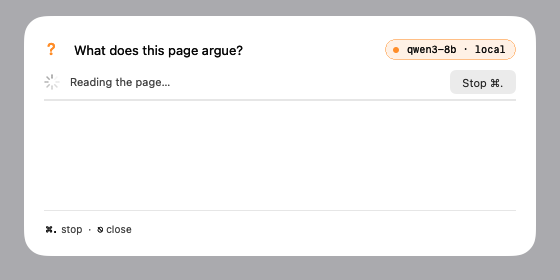 ? What does this page argue? qwen3-8b · local
Reading the page... Stop ⌘.
⌘. stop · ⎋ close